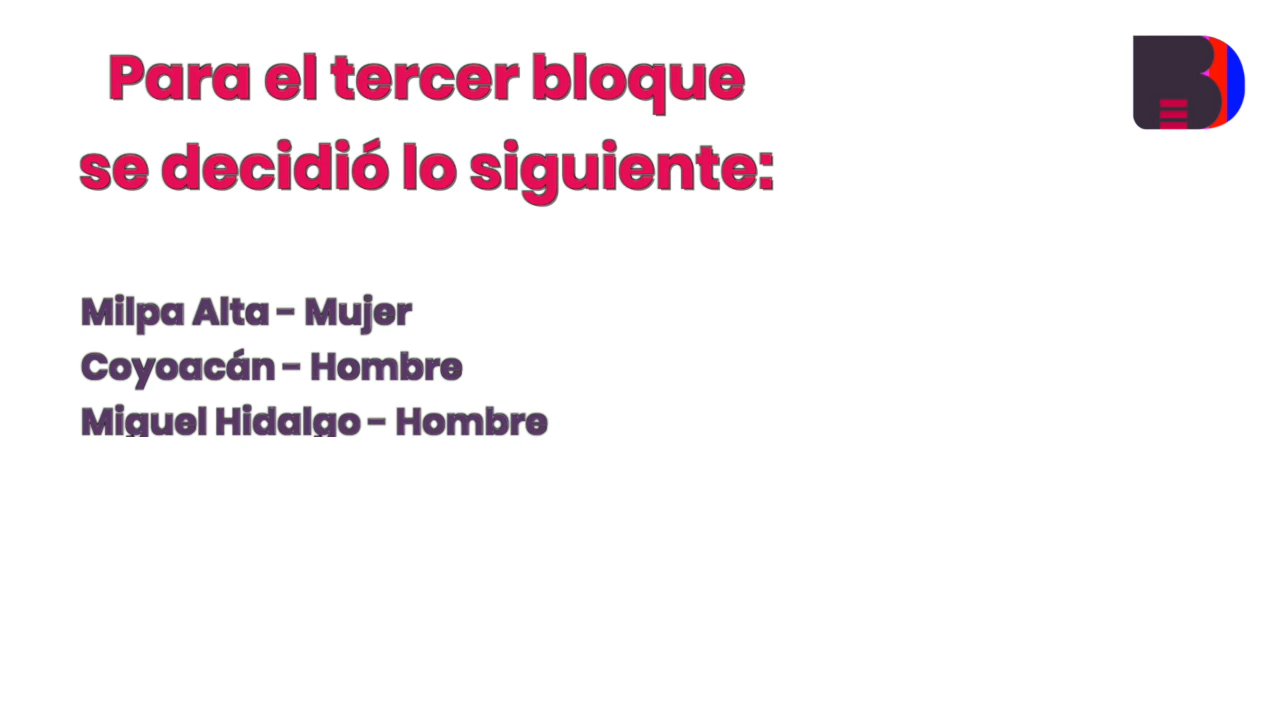 Para el tercer bloque
se decidió lo siguiente:
Milpa Alta - Mujer
Coyoacán - Hombre
Miguel Hidalgo - Hombre